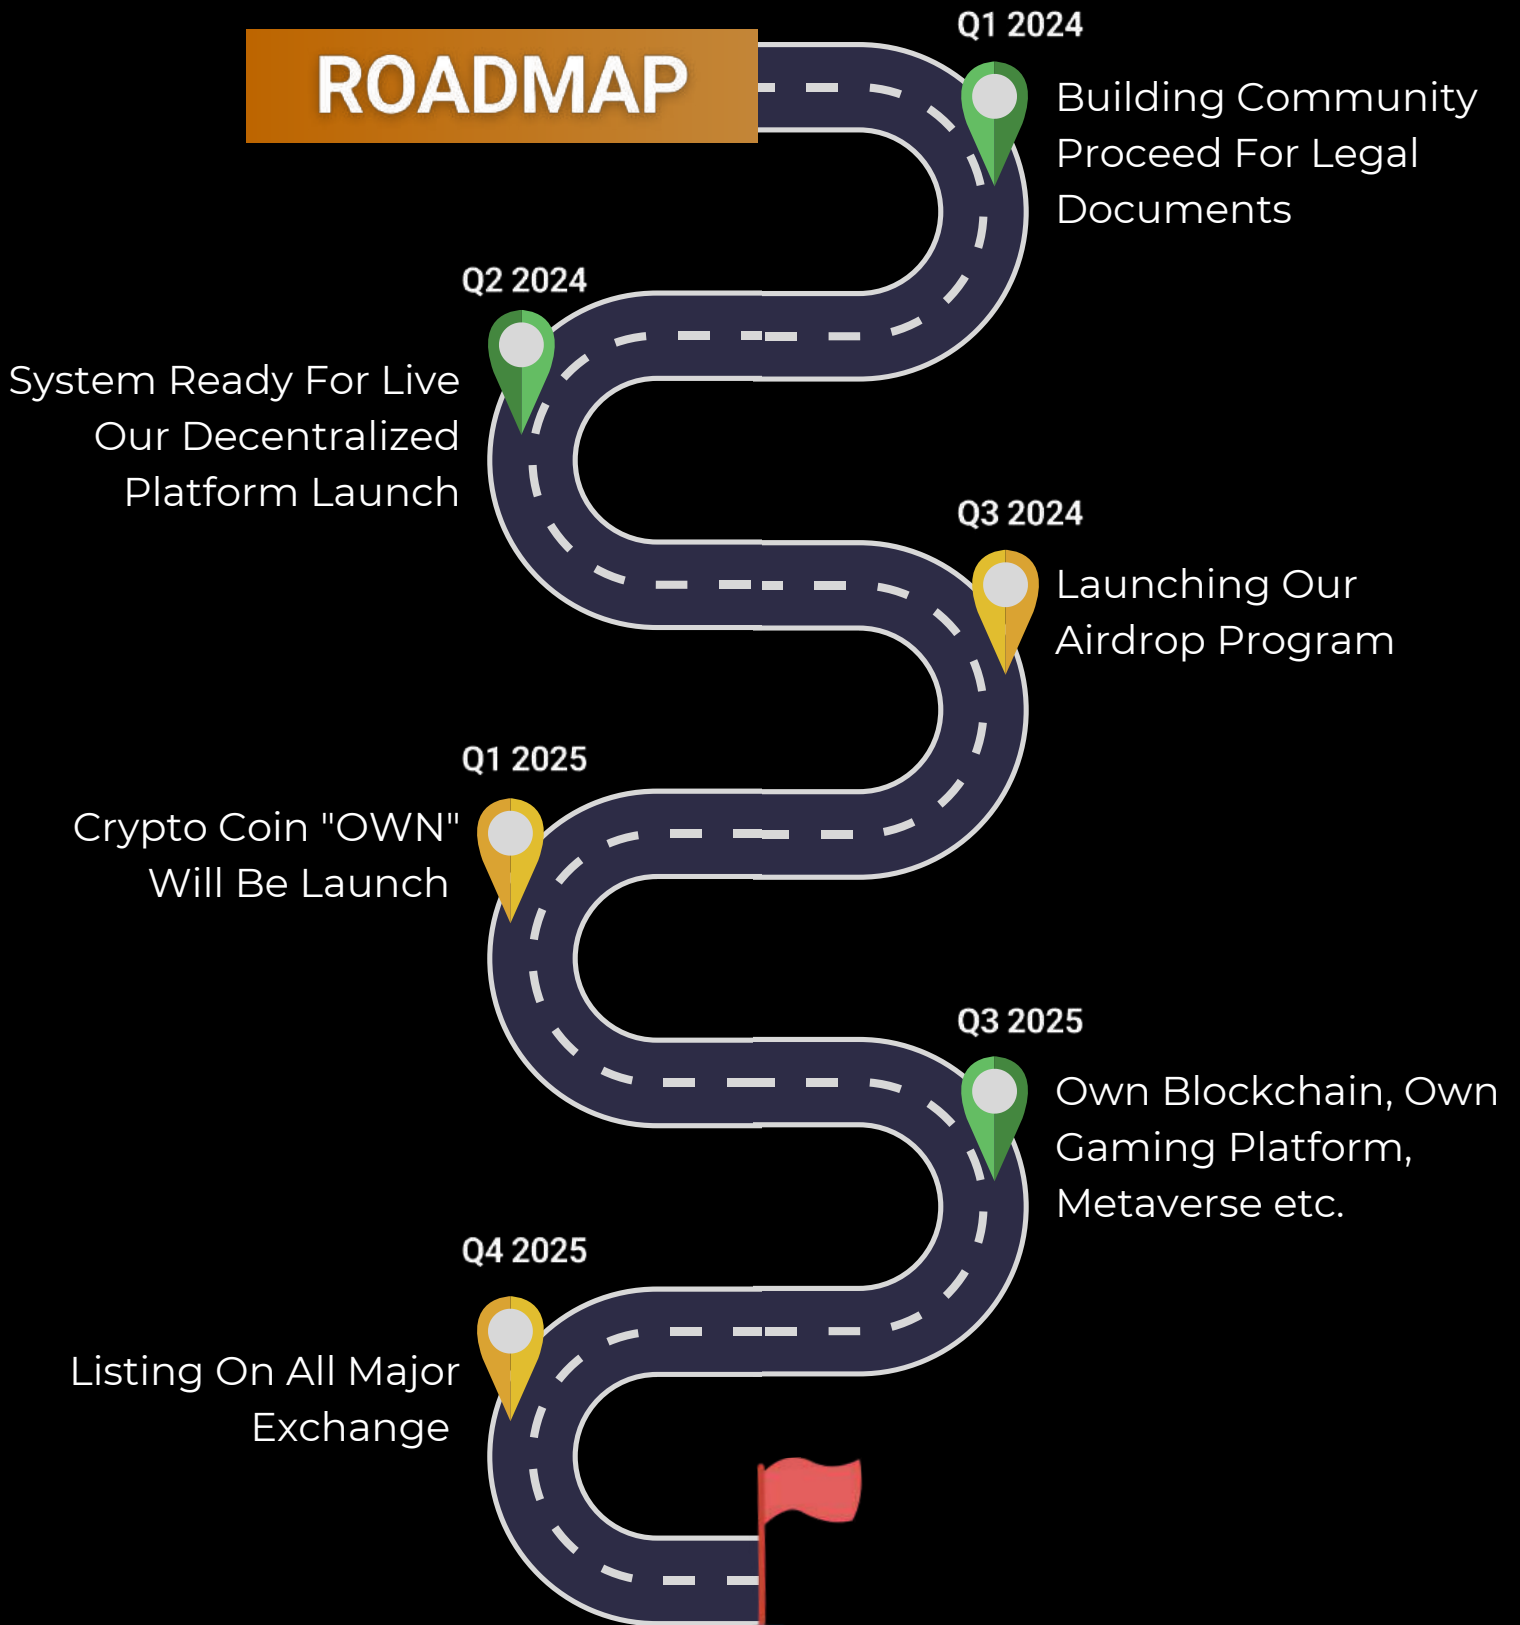 ROADMAP
Q1 2024
Building Community
Proceed For Legal
Documents
Q2 2024
System Ready For Live
Our Decentralized
Platform Launch
Q3 2024
Launching Our
Airdrop Program
Q1 2025
Crypto Coin "OWN"
Will Be Launch
Q3 2025
Own Blockchain, Own
Gaming Platform,
Metaverse etc.
Q4 2025
Listing On All Major
Exchange